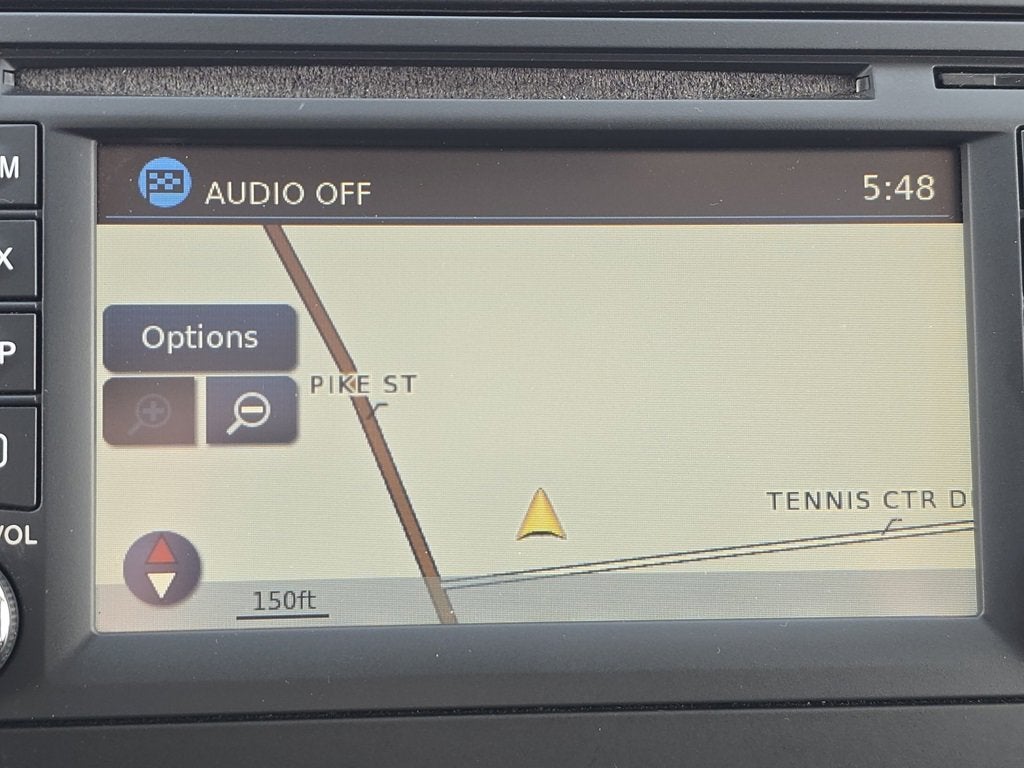 M
AUDIO OFF
5:48
X
Options
P
PIKE ST
TENNIS CTR D
VOL
150ft